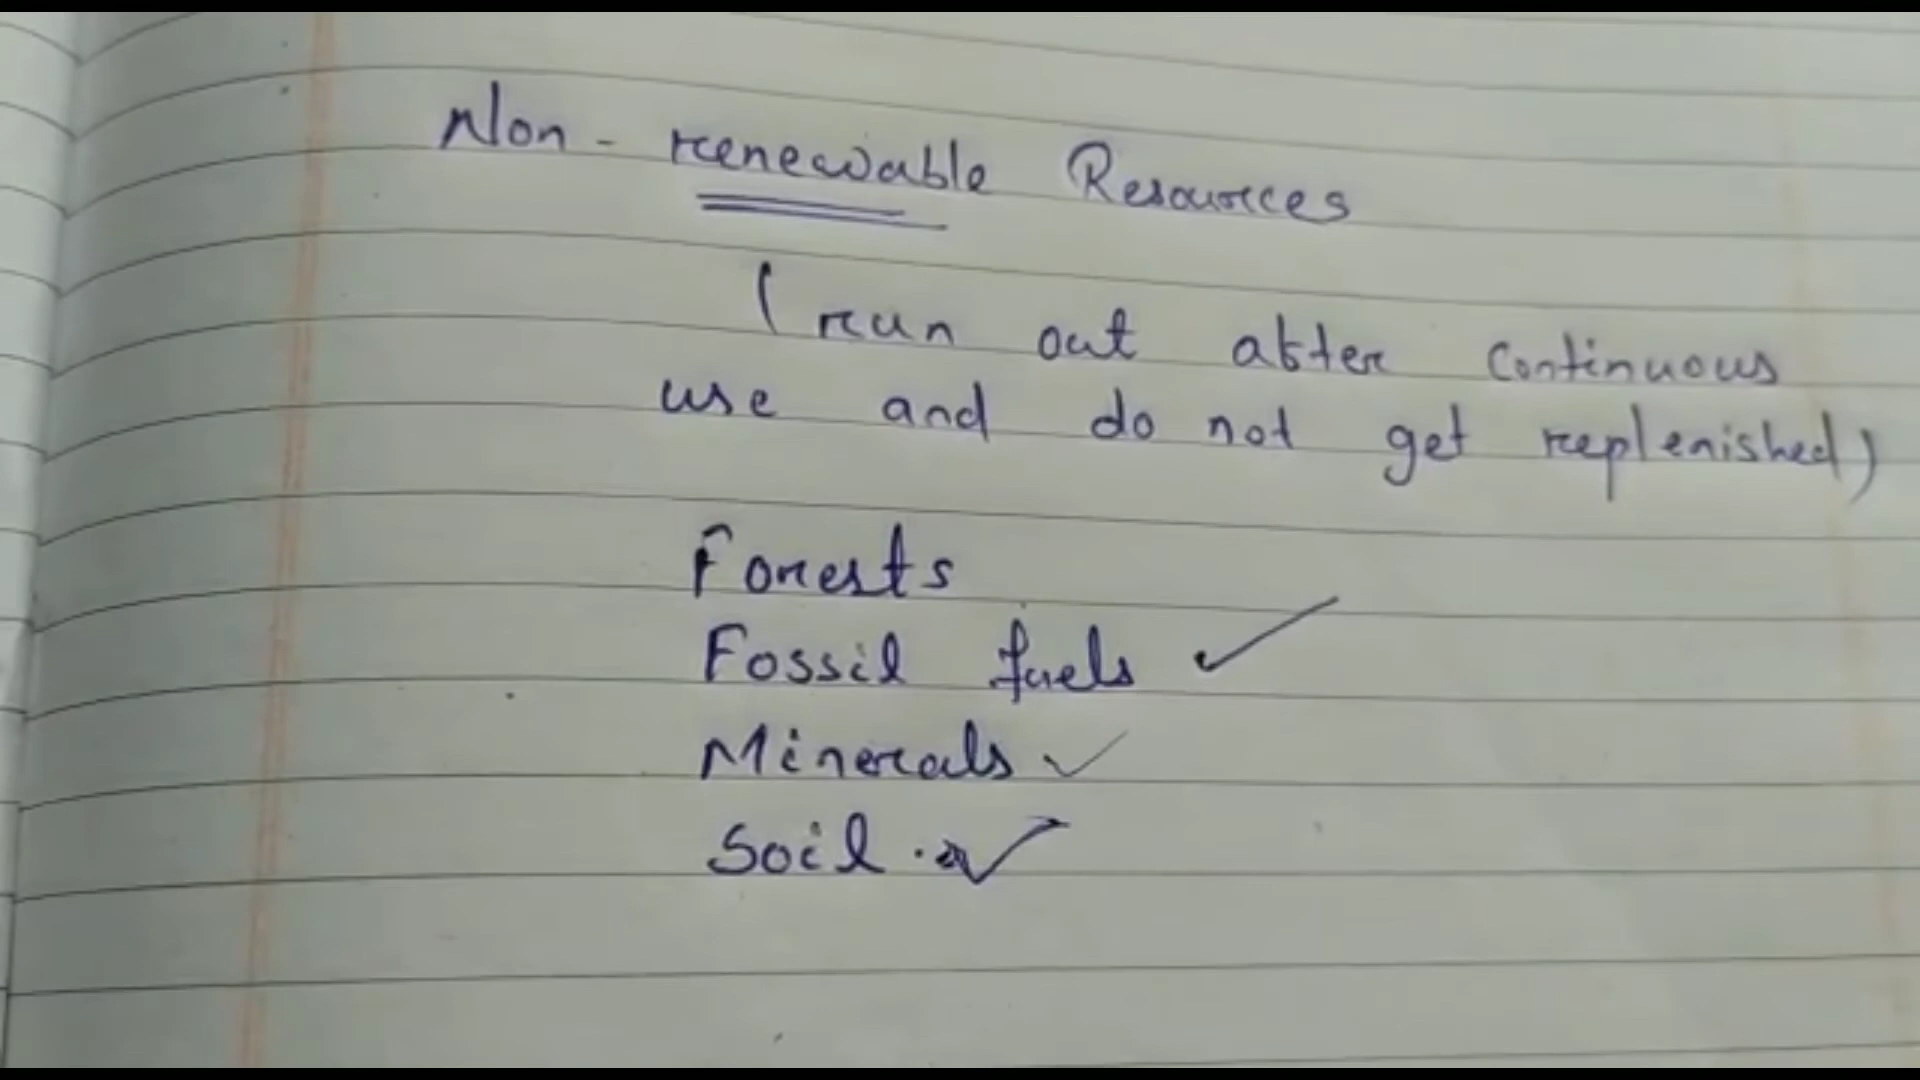 Non-renewable Resources
(run out after continuous
use and do not get replenished)
Forests
Fossil fuels ✓
Minerals ✓
Soil. ✓